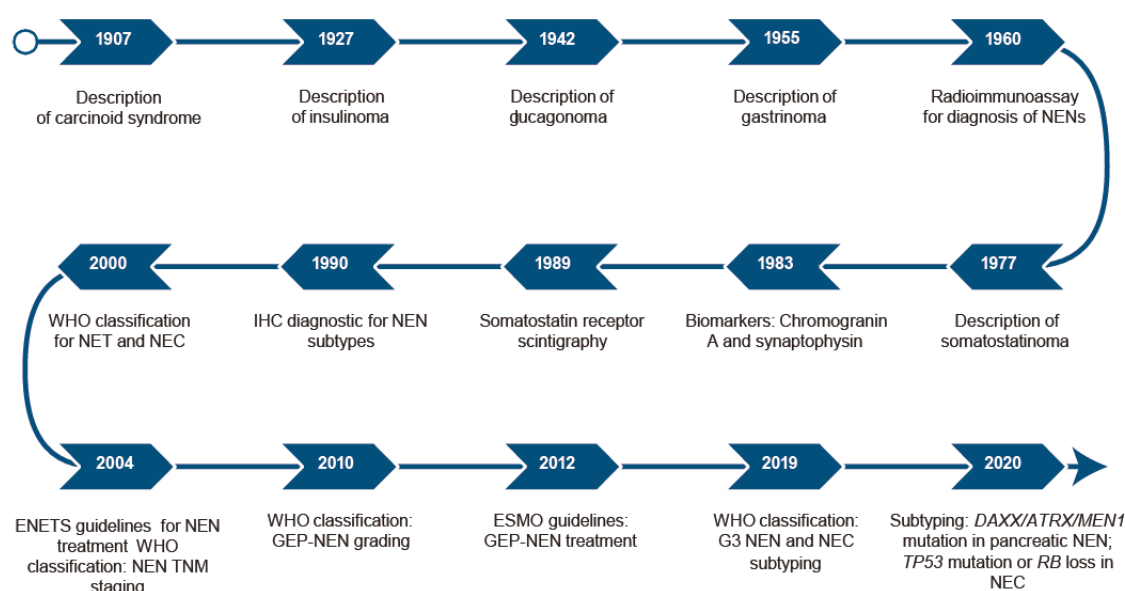 1907
Description
of carcinoid syndrome
1927
Description
of insulinoma
1942
Description of
glucagonoma
1955
Description of
gastrinoma
1960
Radioimmunoassay
for diagnosis of NENs
1977
Description of
somatostatinoma
1983
Biomarkers: Chromogranin
A and synaptophysin
1989
Somatostatin receptor
scintigraphy
1990
IHC diagnostic for NEN
subtypes
2000
WHO classification
for NET and NEC
2004
ENETS guidelines for NEN
treatment WHO
classification: NEN TNM
staging
2010
WHO classification:
GEP-NEN grading
2012
ESMO guidelines:
GEP-NEN treatment
2019
WHO classification:
G3 NEN and NEC
subtyping
2020
Subtyping: DAXX/ATRX/MEN1
mutation in pancreatic NEN;
TP53 mutation or RB loss in
NEC